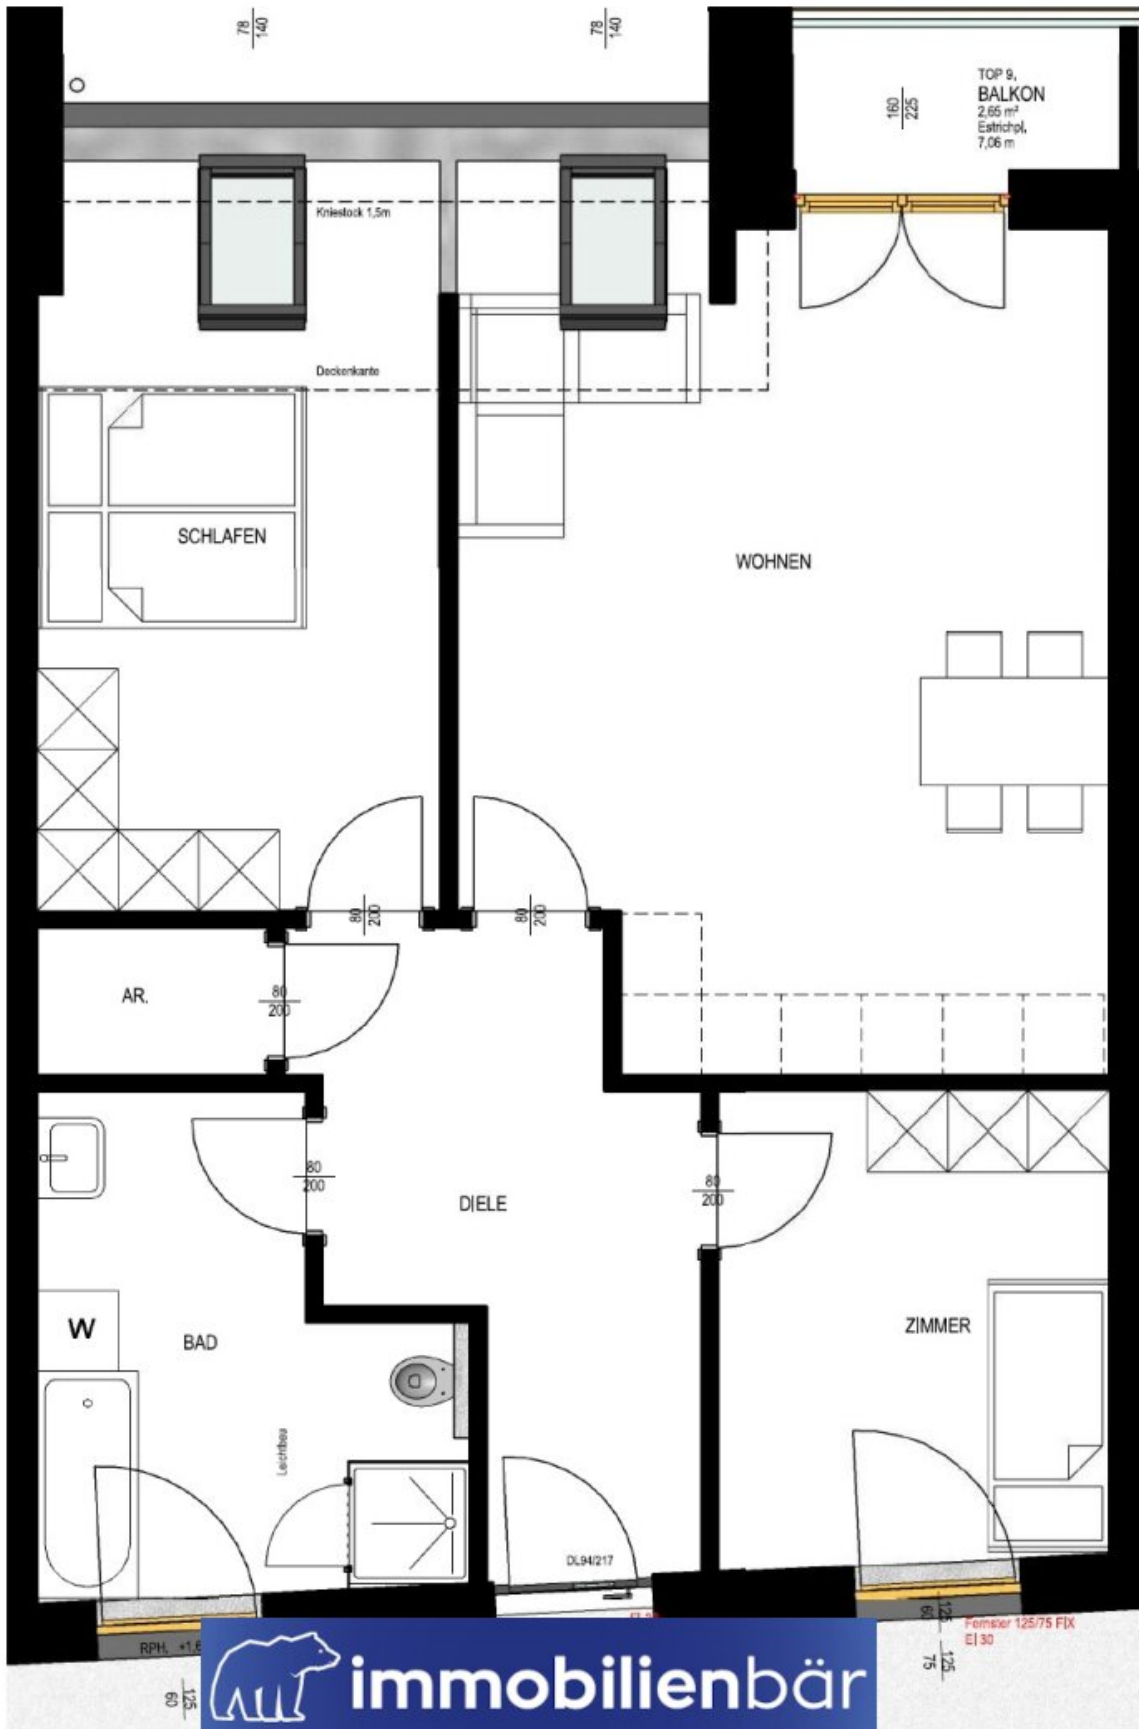 78
140
78
140
TOP 9,
BALKON
2,65 m²
Estrichpl.
7,06 m
160
225
Kniestock 1,5m
Deckenkante
SCHLAFEN
WOHNEN
80
200
80
200
AR.
80
200
80
200
DIELE
80
200
W
BAD
ZIMMER
Leichtbau
DL94/217
RPH.
125
60
125
60
125
75
Fernster 125/75 FIX
EI 30
immobilienbär